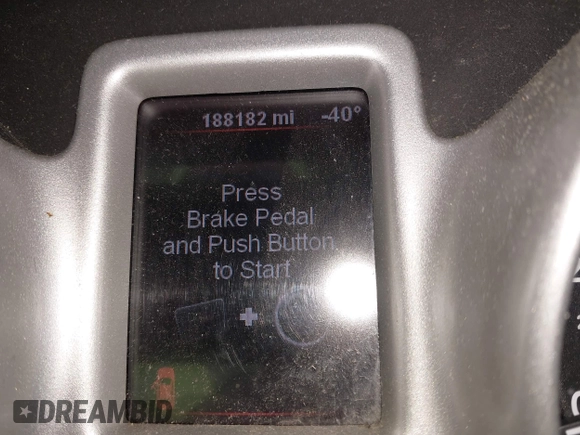 188182 mi -40°
Press
Brake Pedal
and Push Button
to Start
+
DREAMBID